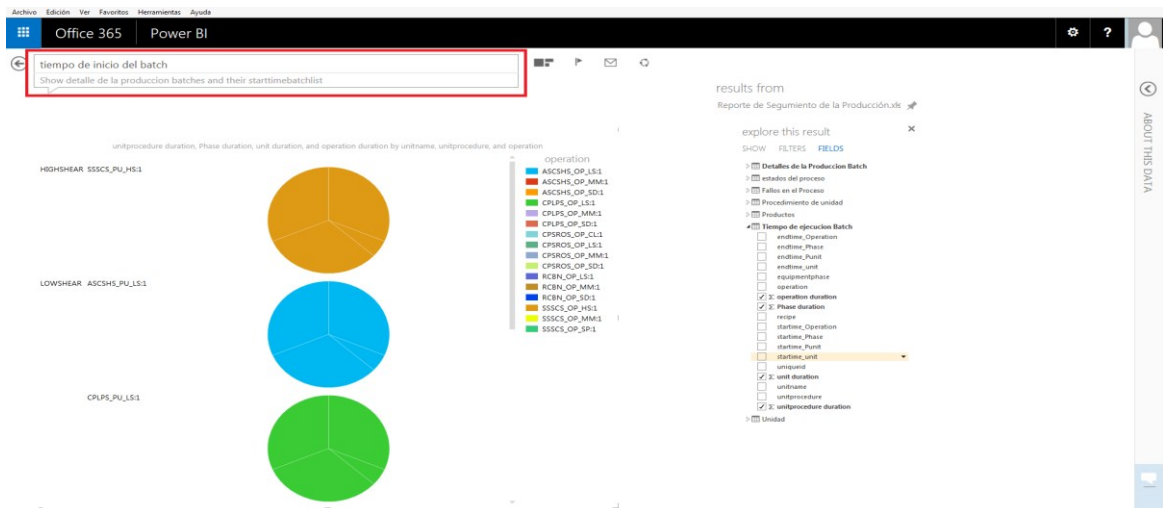 Archivo Edición Ver Favoritos Herramientas Ayuda
Office 365 Power BI
?
tiempo de inicio del batch
Show detalle de la produccion batches and their starttimebatchlist
unitprocedure duration, Phase duration, unit duration, and operation duration by unitname, unitprocedure, and operation
HIGHSHEAR SSSCS_PU_HS:1
LOWSHEAR ASCSHS_PU_LS:1
CPLPS_PU_LS:1
operation
ASCSHS_OP_LS:1
ASCSHS_OP_MM:1
ASCSHS_OP_SD:1
CPLPS_OP_LS:1
CPLPS_OP_MM:1
CPLPS_OP_SD:1
CPSROS_OP_CL:1
CPSROS_OP_LS:1
CPSROS_OP_MM:1
CPSROS_OP_SD:1
RCBN_OP_LS:1
RCBN_OP_MM:1
RCBN_OP_SD:1
SSSCS_OP_HS:1
SSSCS_OP_MM:1
SSSCS_OP_SP:1
results from
Reporte de Segumiento de la Producción.xls
explore this result
SHOW FILTERS FIELDS
Detalles de la Produccion Batch
estados del proceso
Fallos en el Proceso
Procedimiento de unidad
Productos
Tiempo de ejecucion Batch
endtime_Operation
endtime_Phase
endtime_Punit
endtime_unit
equipmentphase
operation
Σ operation duration
Σ Phase duration
recipe
startime_Operation
startime_Phase
startime_Punit
startime_unit
uniqueid
Σ unit duration
unitname
unitprocedure
Σ unitprocedure duration
Unidad
ABOUT THIS DATA